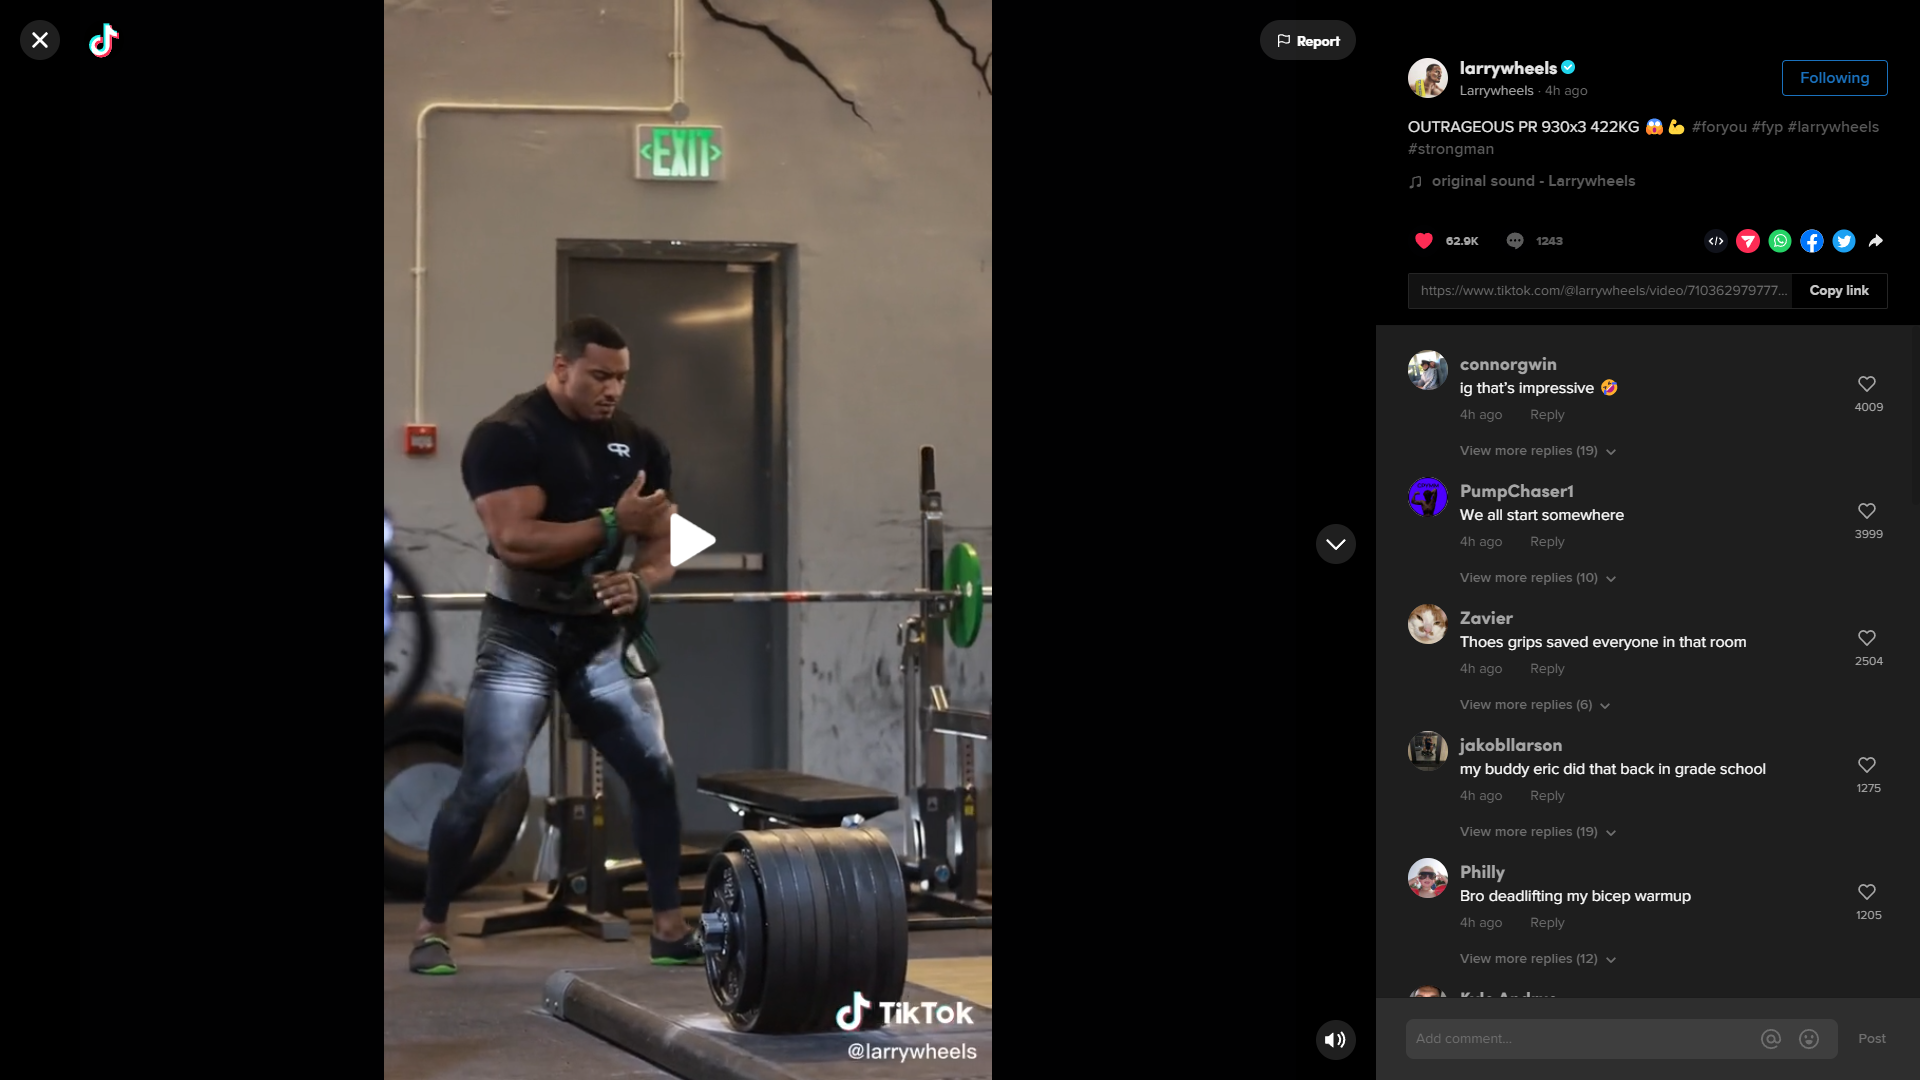 EXIT
TikTok
@larrywheels
Report
larrywheels
Larrywheels · 4h ago
Following
OUTRAGEOUS PR 930x3 422KG 😱💪 #foryou #fyp #larrywheels
#strongman
original sound - Larrywheels
62.9K
1243
https://www.tiktok.com/@larrywheels/video/710362979777...
Copy link
connorgwin
ig that's impressive 🤣
4h ago Reply
4009
View more replies (19)
PumpChaser1
We all start somewhere
4h ago Reply
3999
View more replies (10)
Zavier
Thoes grips saved everyone in that room
4h ago Reply
2504
View more replies (6)
jakobllarson
my buddy eric did that back in grade school
4h ago Reply
1275
View more replies (19)
Philly
Bro deadlifting my bicep warmup
4h ago Reply
1205
View more replies (12)
Add comment...
Post